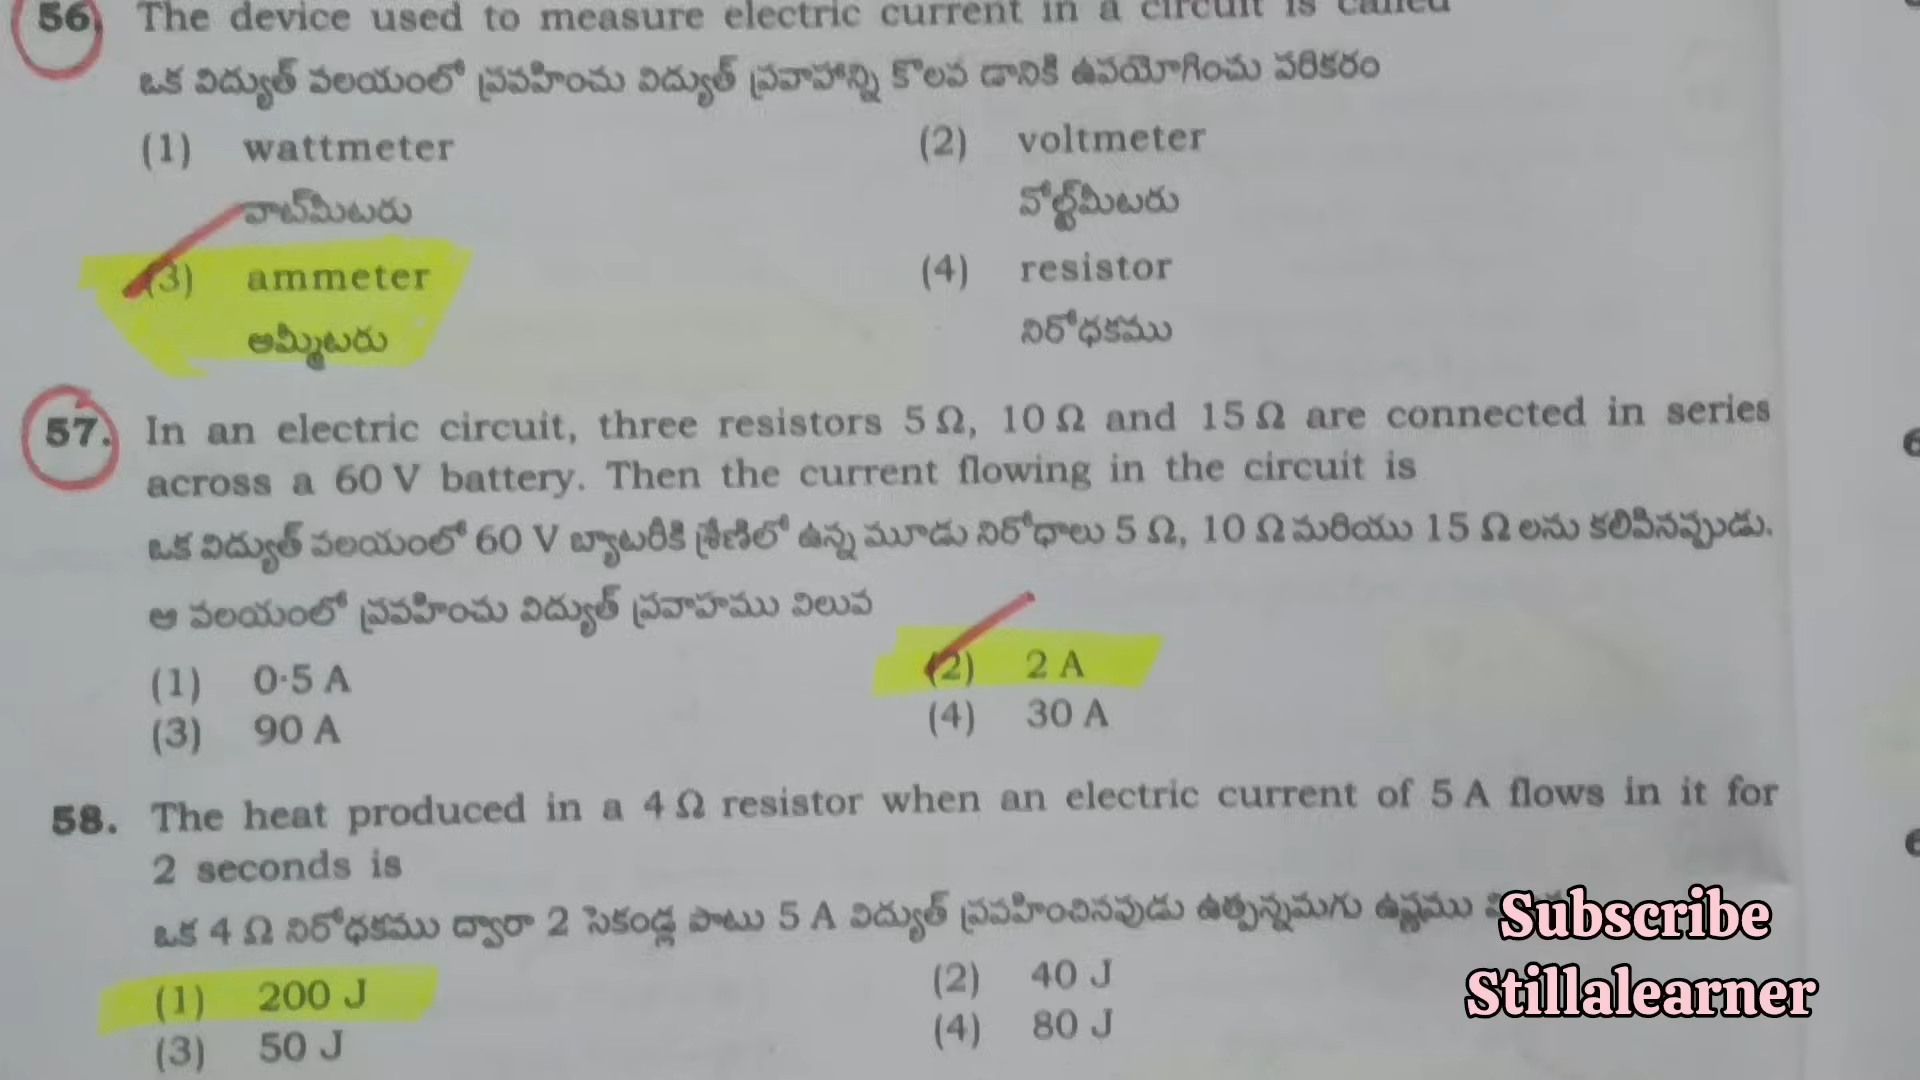 56. The device used to measure electric current in a circuit is called
ఒక విద్యుత్ వలయంలో ప్రవహించు విద్యుత్ ప్రవాహాన్ని కొలవ డానికి ఉపయోగించు పరికరం
(1) wattmeter (2) voltmeter
వాట్‌మీటరు వోల్ట్‌మీటరు
(3) ammeter (4) resistor
అమ్మీటరు నిరోధకము
57. In an electric circuit, three resistors 5 Ω, 10 Ω and 15 Ω are connected in series
across a 60 V battery. Then the current flowing in the circuit is
ఒక విద్యుత్ వలయంలో 60 V బ్యాటరీకి శ్రేణిలో ఉన్న మూడు నిరోధాలు 5 Ω, 10 Ω మరియు 15 Ω లను కలిపినప్పుడు.
ఆ వలయంలో ప్రవహించు విద్యుత్ ప్రవాహము విలువ
(1) 0·5 A (2) 2 A
(3) 90 A (4) 30 A
58. The heat produced in a 4 Ω resistor when an electric current of 5 A flows in it for
2 seconds is
ఒక 4 Ω నిరోధకము ద్వారా 2 సెకండ్ల పాటు 5 A విద్యుత్ ప్రవహించినపుడు ఉత్పన్నమగు ఉష్ణము
(1) 200 J (2) 40 J
(3) 50 J (4) 80 J
Subscribe
Stillalearner